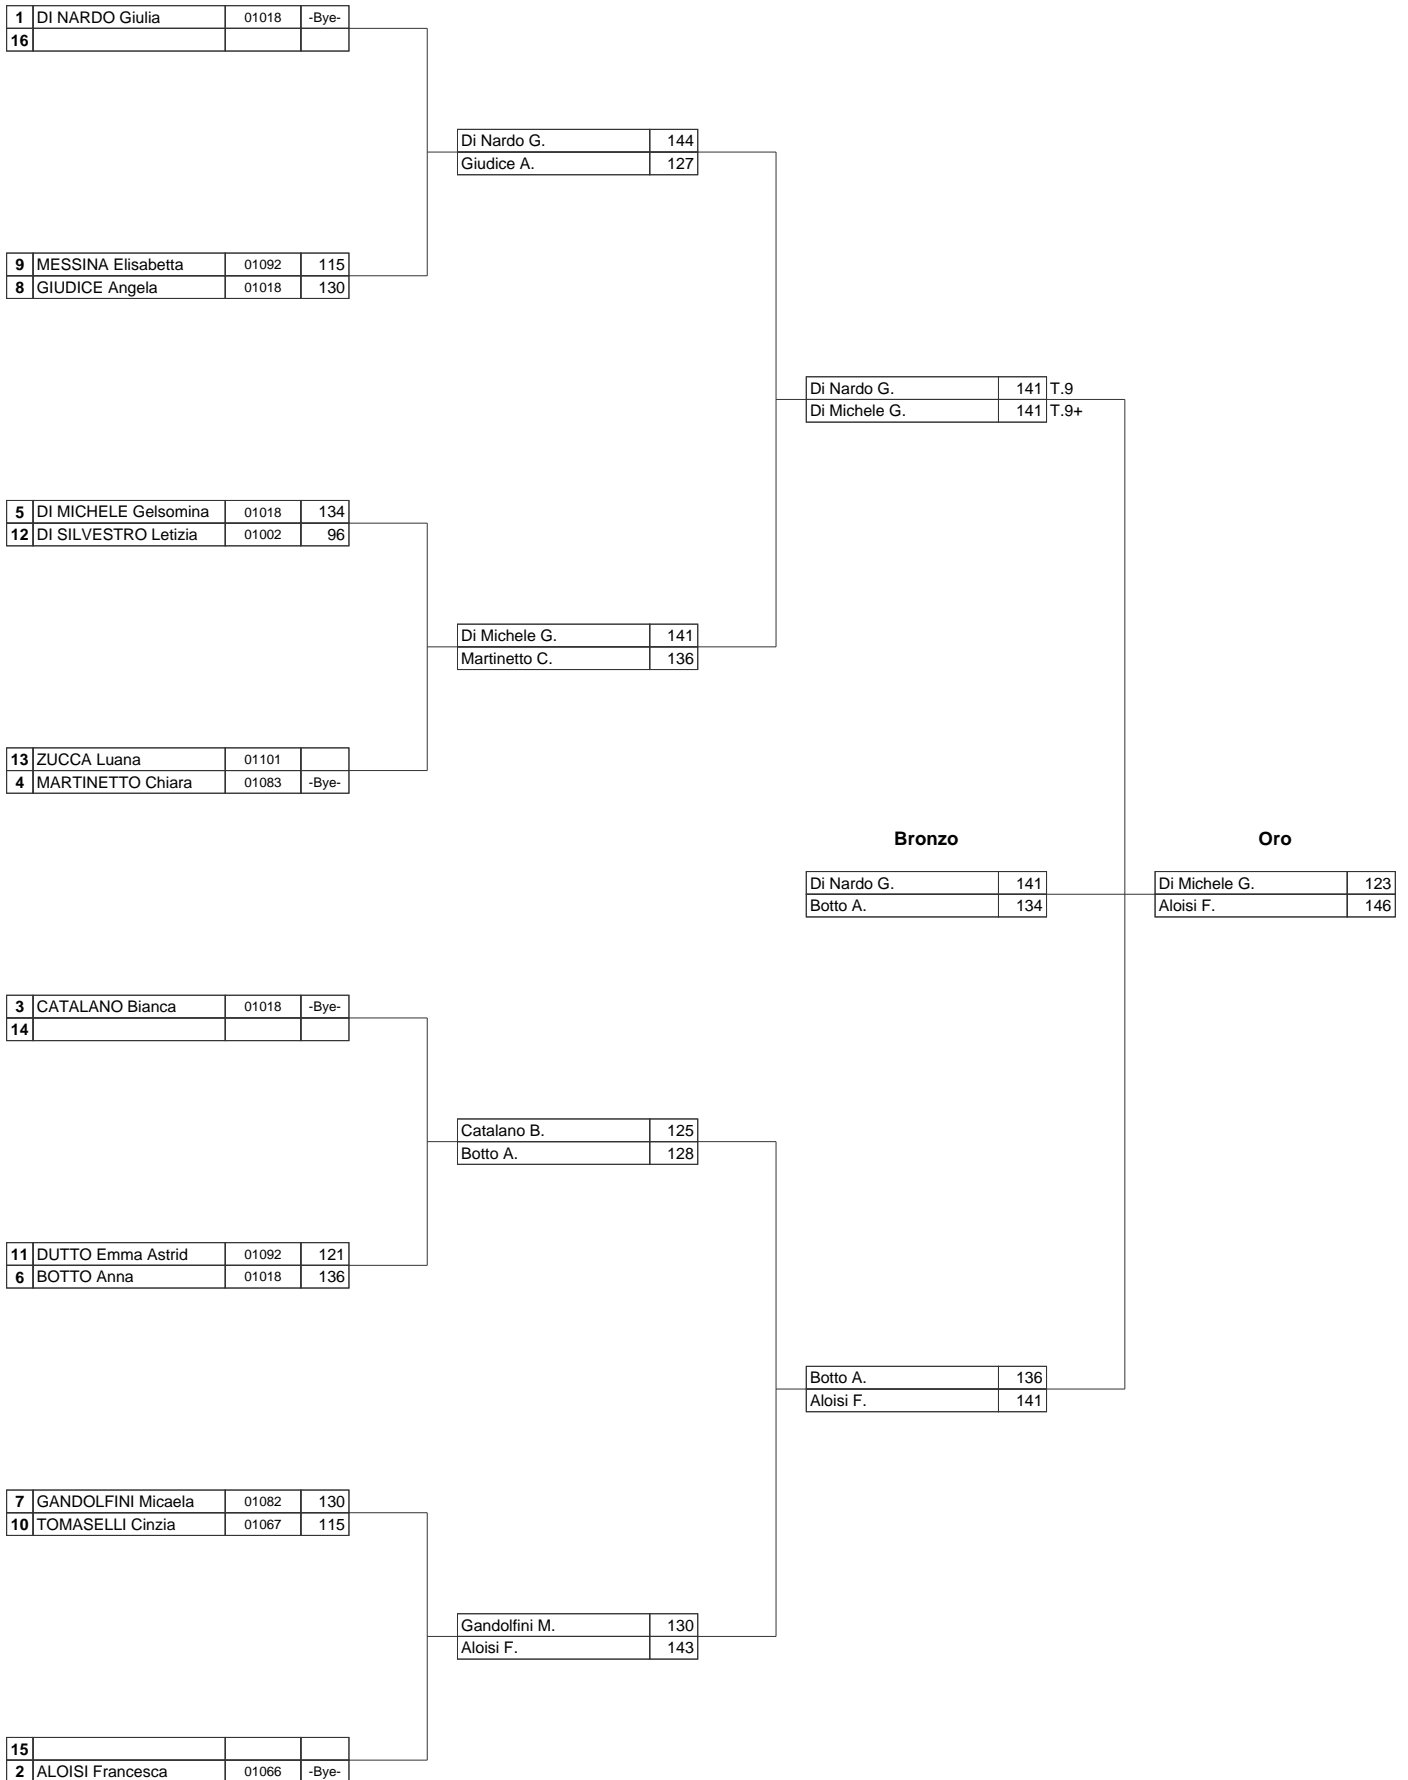 1 DI NARDO Giulia 01018 -Bye-
16
Di Nardo G. 144
Giudice A. 127
9 MESSINA Elisabetta 01092 115
8 GIUDICE Angela 01018 130
Di Nardo G. 141 T.9
Di Michele G. 141 T.9+
5 DI MICHELE Gelsomina 01018 134
12 DI SILVESTRO Letizia 01002 96
Di Michele G. 141
Martinetto C. 136
13 ZUCCA Luana 01101
4 MARTINETTO Chiara 01083 -Bye-
Bronzo Oro
Di Nardo G. 141 Di Michele G. 123
Botto A. 134 Aloisi F. 146
3 CATALANO Bianca 01018 -Bye-
14
Catalano B. 125
Botto A. 128
11 DUTTO Emma Astrid 01092 121
6 BOTTO Anna 01018 136
Botto A. 136
Aloisi F. 141
7 GANDOLFINI Micaela 01082 130
10 TOMASELLI Cinzia 01067 115
Gandolfini M. 130
Aloisi F. 143
15
2 ALOISI Francesca 01066 -Bye-